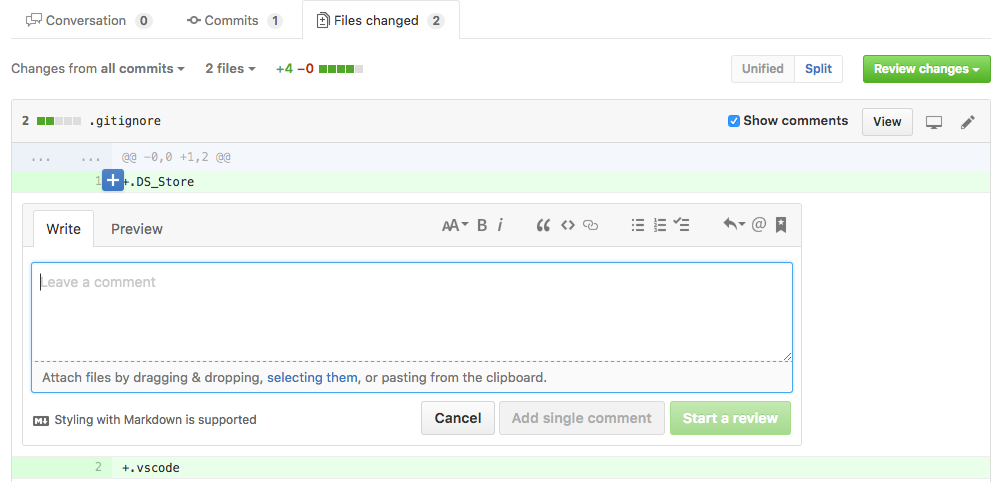 Conversation 0 Commits 1 Files changed 2
Changes from all commits 2 files +4 −0 Unified Split Review changes
2 .gitignore Show comments View
... ... @@ -0,0 +1,2 @@
1 +.DS_Store
Write Preview AA B i @
Leave a comment
Attach files by dragging & dropping, selecting them, or pasting from the clipboard.
Styling with Markdown is supported Cancel Add single comment Start a review
2 +.vscode